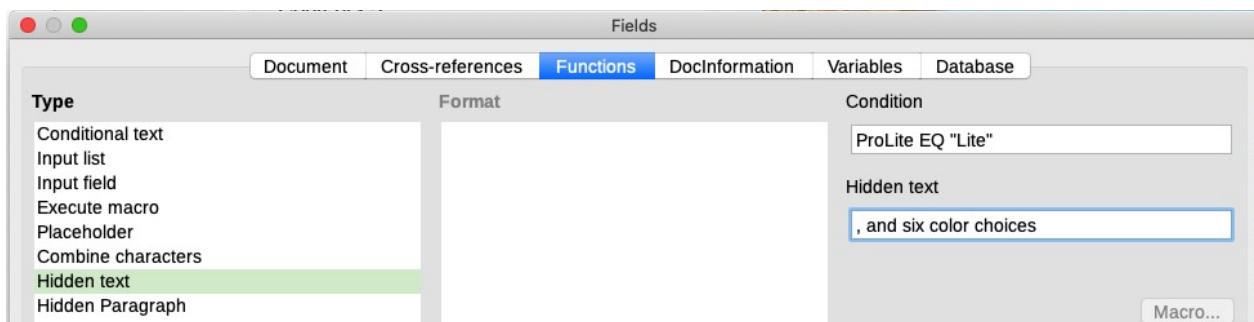 Fields
Document Cross-references Functions DocInformation Variables Database
Type Format Condition
Conditional text
Input list
Input field
Execute macro
Placeholder
Combine characters
Hidden text
Hidden Paragraph
ProLite EQ "Lite"
Hidden text
, and six color choices
Macro...